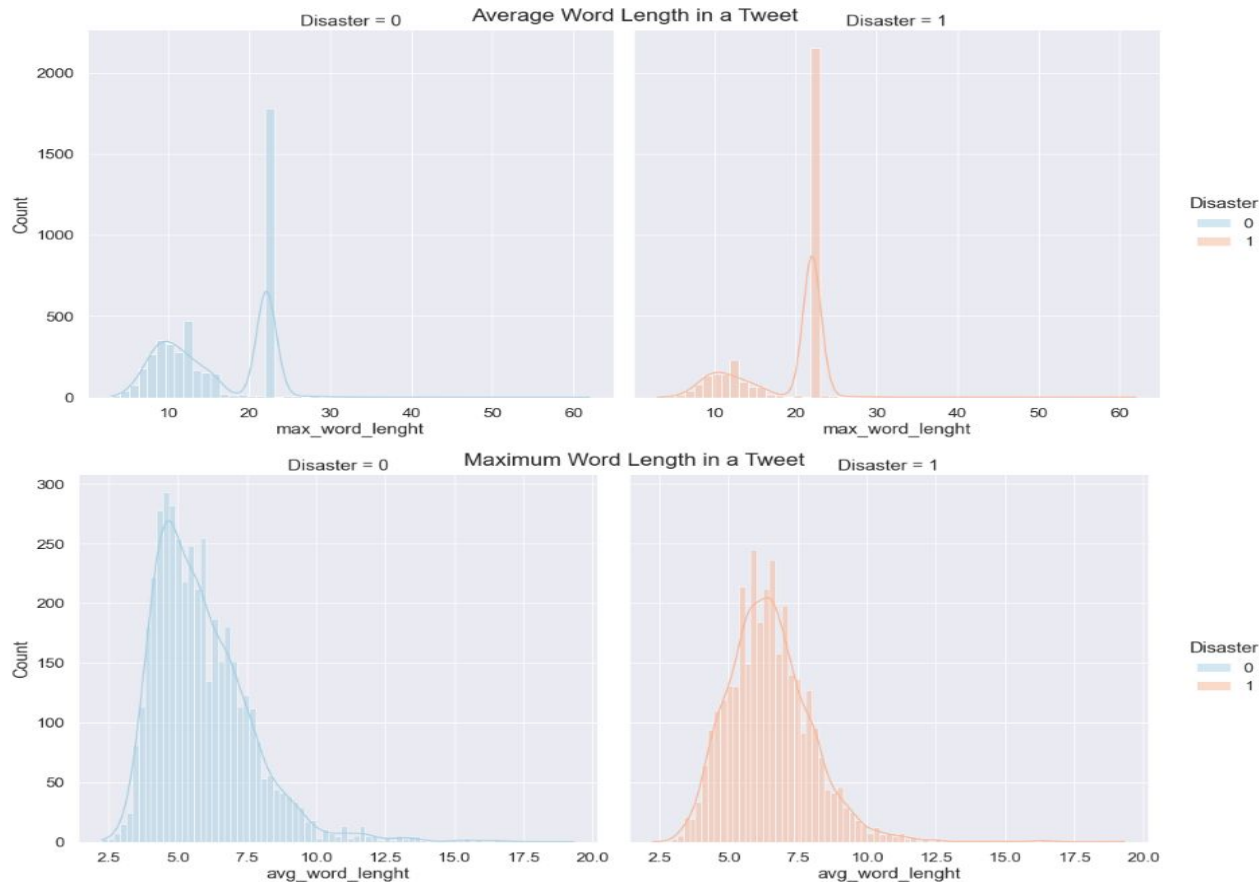 Average Word Length in a Tweet
Disaster = 0
Disaster = 1
2000
1500
1000
500
0
Count
10 20 30 40 50 60
max_word_lenght
10 20 30 40 50 60
max_word_lenght
Disaster
0
1
Maximum Word Length in a Tweet
Disaster = 0
Disaster = 1
300
250
200
150
100
50
0
Count
2.5 5.0 7.5 10.0 12.5 15.0 17.5 20.0
avg_word_lenght
2.5 5.0 7.5 10.0 12.5 15.0 17.5 20.0
avg_word_lenght
Disaster
0
1